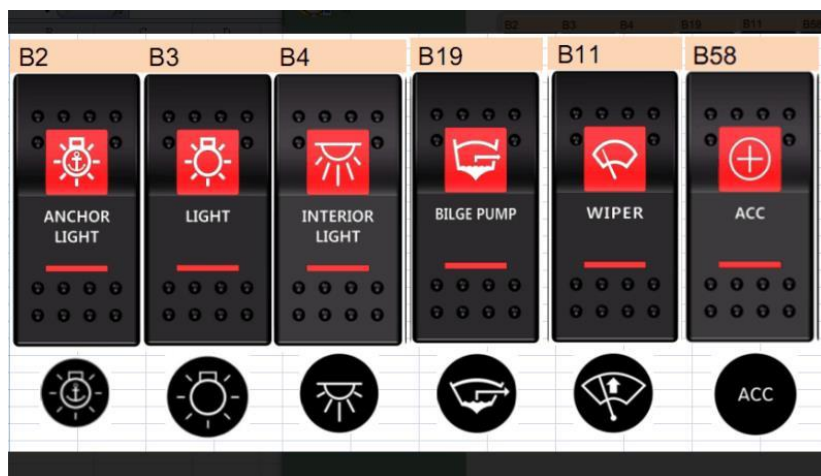 B2 B3 B4 B19 B11 B58
ANCHOR
LIGHT
LIGHT
INTERIOR
LIGHT
BILGE PUMP
WIPER
ACC
ACC